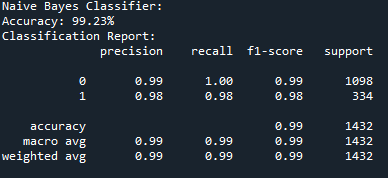 Naive Bayes Classifier:
Accuracy: 99.23%
Classification Report:
precision recall f1-score support
0 0.99 1.00 0.99 1098
1 0.98 0.98 0.98 334
accuracy 0.99 1432
macro avg 0.99 0.99 0.99 1432
weighted avg 0.99 0.99 0.99 1432